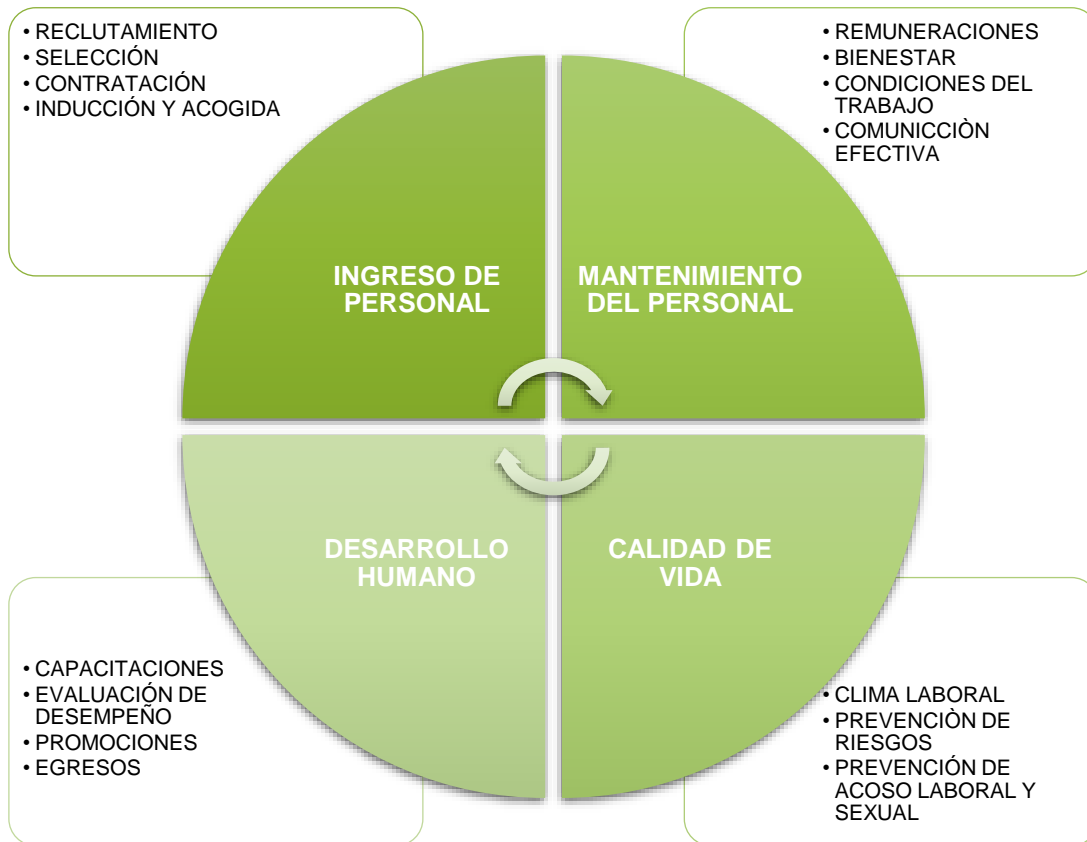 • RECLUTAMIENTO
• SELECCIÓN
• CONTRATACIÓN
• INDUCCIÓN Y ACOGIDA
• REMUNERACIONES
• BIENESTAR
• CONDICIONES DEL
TRABAJO
• COMUNICCIÒN
EFECTIVA
INGRESO DE
PERSONAL
MANTENIMIENTO
DEL PERSONAL
DESARROLLO
HUMANO
CALIDAD DE
VIDA
• CAPACITACIONES
• EVALUACIÓN DE
DESEMPEÑO
• PROMOCIONES
• EGRESOS
• CLIMA LABORAL
• PREVENCIÒN DE
RIESGOS
• PREVENCIÓN DE
ACOSO LABORAL Y
SEXUAL